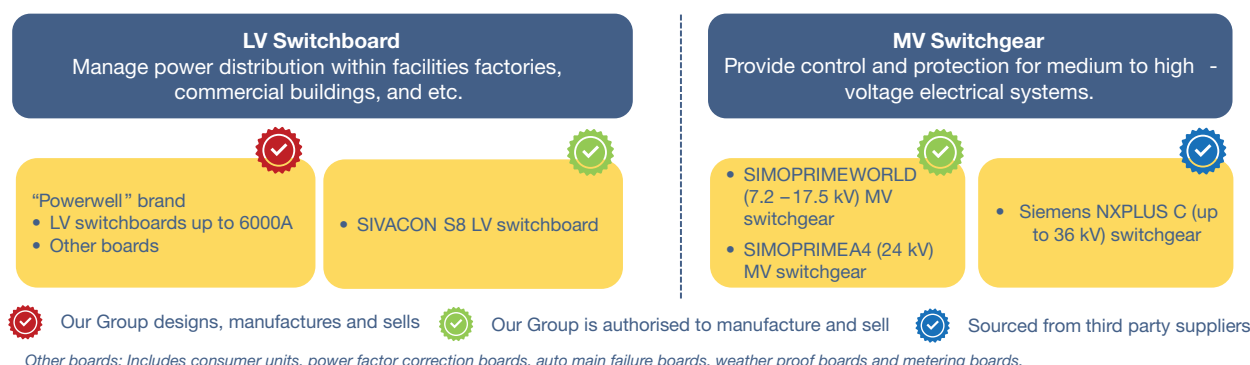 LV Switchboard
Manage power distribution within facilities factories,
commercial buildings, and etc.
MV Switchgear
Provide control and protection for medium to high -
voltage electrical systems.
“Powerwell” brand
• LV switchboards up to 6000A
• Other boards
• SIVACON S8 LV switchboard
• SIMOPRIMEWORLD
(7.2 – 17.5 kV) MV
switchgear
• SIMOPRIMEA4 (24 kV)
MV switchgear
• Siemens NXPLUS C (up
to 36 kV) switchgear
Our Group designs, manufactures and sells
Our Group is authorised to manufacture and sell
Sourced from third party suppliers
Other boards: Includes consumer units, power factor correction boards, auto main failure boards, weather proof boards and metering boards.